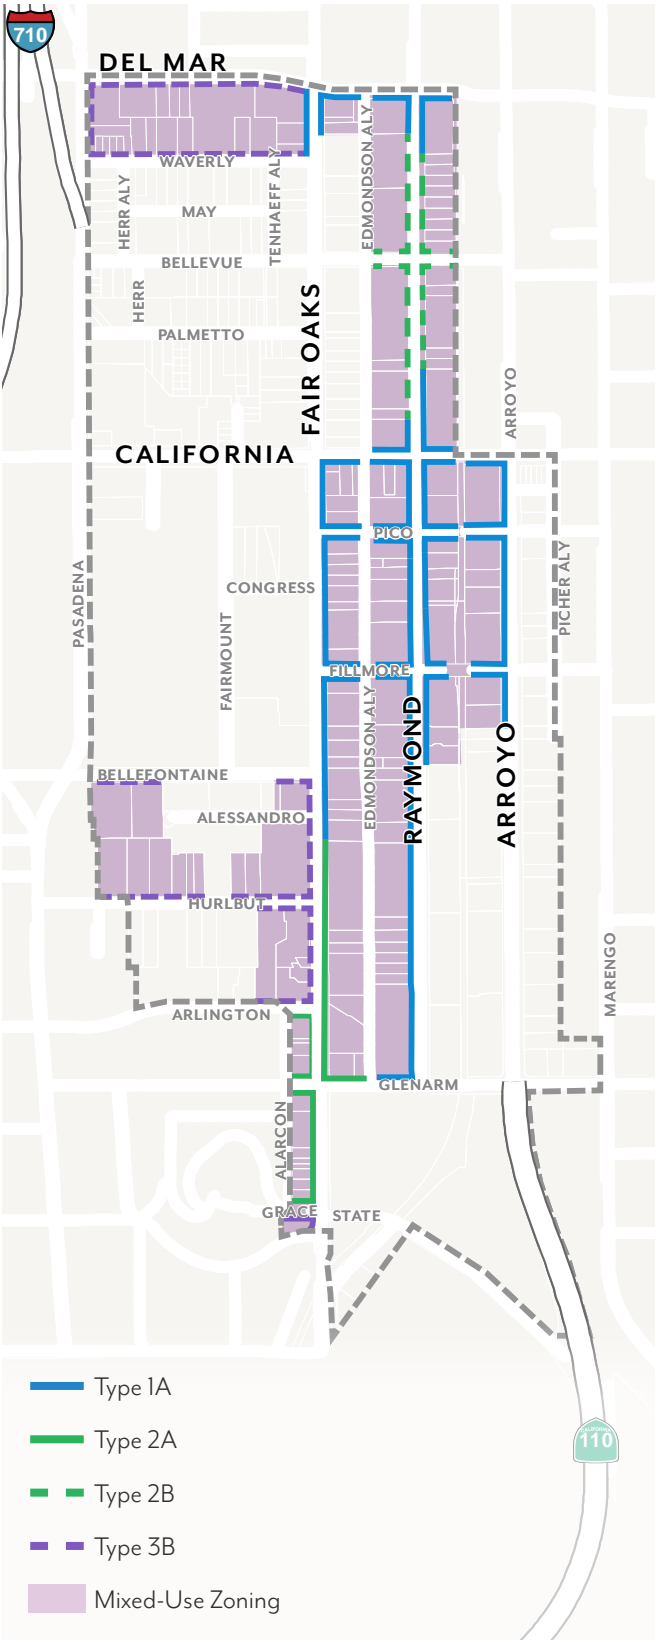 710
DEL MAR
EDMONDSON ALY
WAVERLY
TENHAEFF ALY
HERR ALY
MAY
BELLEVUE
HERR
FAIR OAKS
PALMETTO
ARROYO
CALIFORNIA
PICO
PICHER ALY
PASADENA
CONGRESS
FAIRMOUNT
FILLMORE
EDMONDSON ALY
RAYMOND
ARROYO
BELLEFONTAINE
ALESSANDRO
HURLBUT
MARENGO
ARLINGTON
GLENARM
ALARCON
GRACE
STATE
Type 1A
Type 2A
CALIFORNIA
110
Type 2B
Type 3B
Mixed-Use Zoning